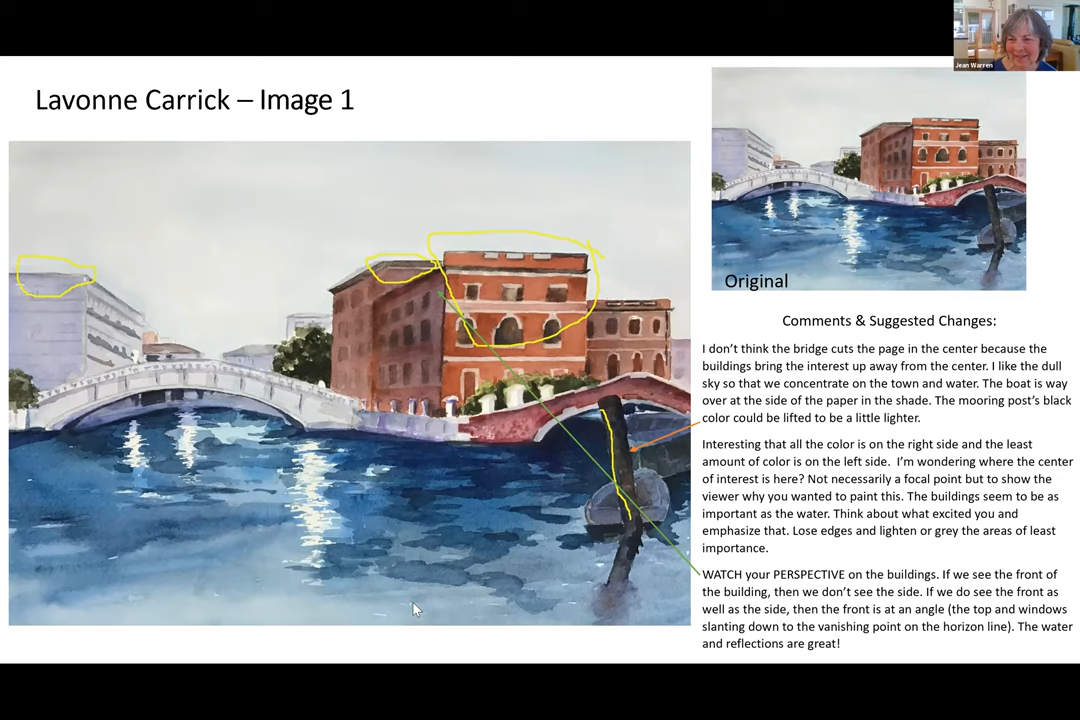 Jean Warren
Lavonne Carrick – Image 1
Original
Comments & Suggested Changes:
I don't think the bridge cuts the page in the center because the
buildings bring the interest up away from the center. I like the dull
sky so that we concentrate on the town and water. The boat is way
over at the side of the paper in the shade. The mooring post's black
color could be lifted to be a little lighter.
Interesting that all the color is on the right side and the least
amount of color is on the left side.  I'm wondering where the center
of interest is here? Not necessarily a focal point but to show the
viewer why you wanted to paint this. The buildings seem to be as
important as the water. Think about what excited you and
emphasize that. Lose edges and lighten or grey the areas of least
importance.
WATCH your PERSPECTIVE on the buildings. If we see the front of
the building, then we don't see the side. If we do see the front as
well as the side, then the front is at an angle (the top and windows
slanting down to the vanishing point on the horizon line). The water
and reflections are great!